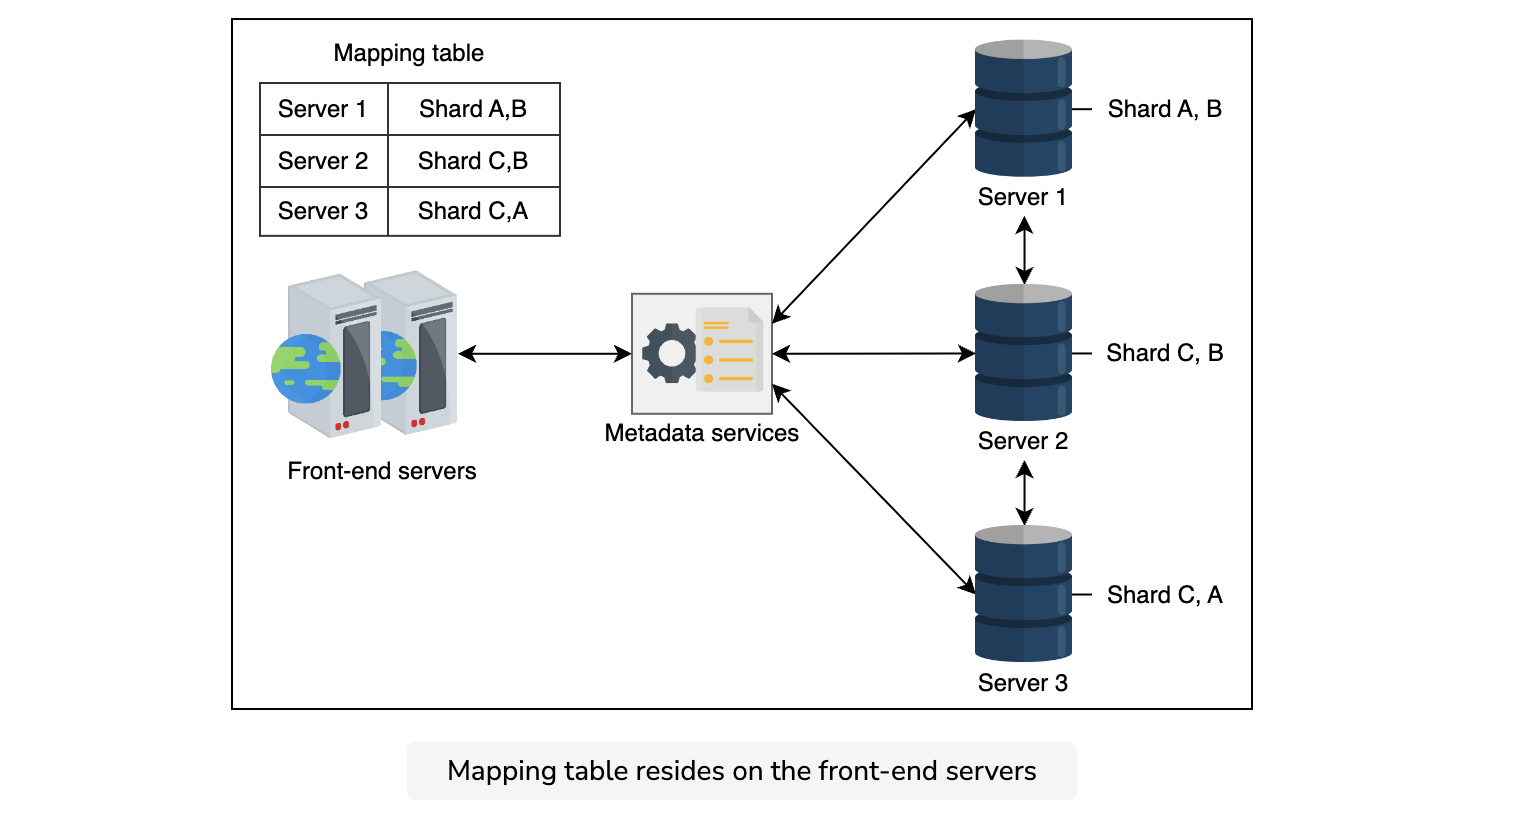 Mapping table
Server 1 Shard A,B
Server 2 Shard C,B
Server 3 Shard C,A
Front-end servers
Metadata services
Shard A, B
Server 1
Shard C, B
Server 2
Shard C, A
Server 3
Mapping table resides on the front-end servers